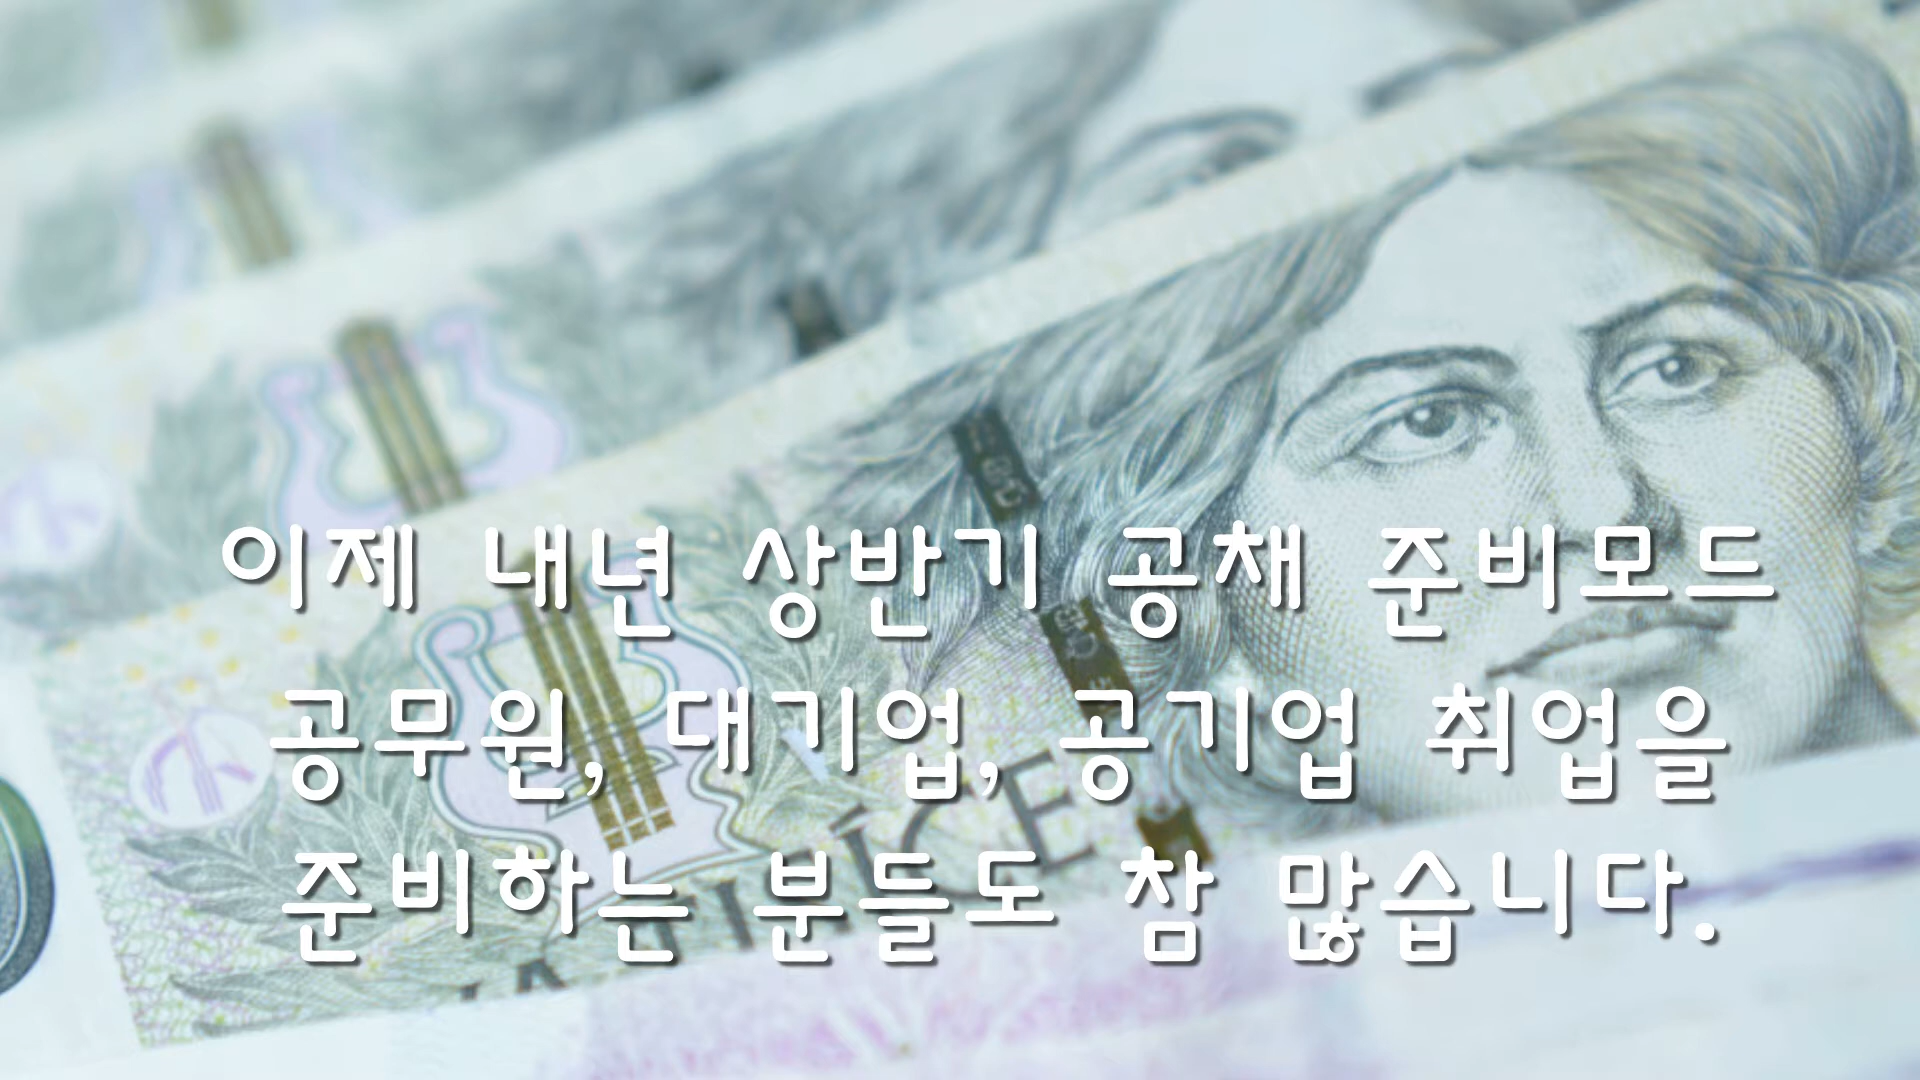 이제 내년 상반기 공채 준비모드
공무원, 대기업, 공기업 취업을
준비하는 분들도 참 많습니다.